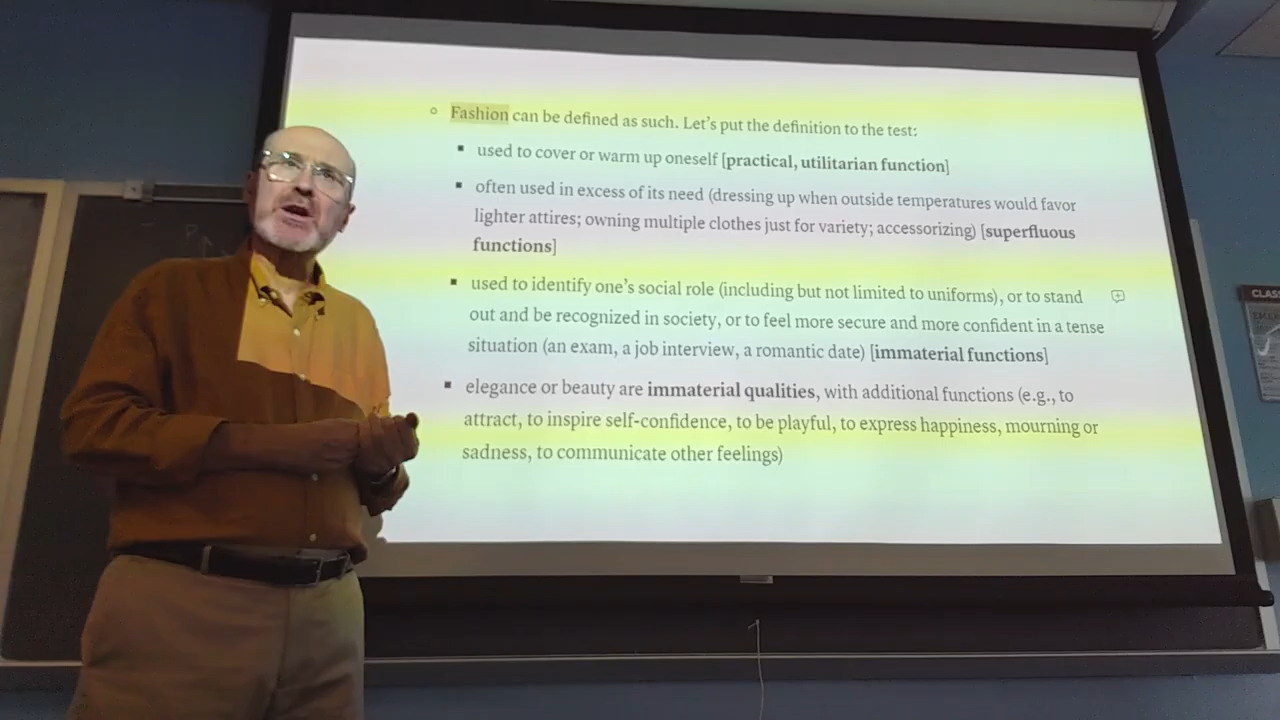 Fashion can be defined as such. Let's put the definition to the test:
used to cover or warm up oneself [practical, utilitarian function]
often used in excess of its need (dressing up when outside temperatures would favor
lighter attires; owning multiple clothes just for variety; accessorizing) [superfluous
functions]
used to identify one's social role (including but not limited to uniforms), or to stand
out and be recognized in society, or to feel more secure and more confident in a tense
situation (an exam, a job interview, a romantic date) [immaterial functions]
elegance or beauty are immaterial qualities, with additional functions (e.g., to
attract, to inspire self-confidence, to be playful, to express happiness, mourning or
sadness, to communicate other feelings)
CLAS